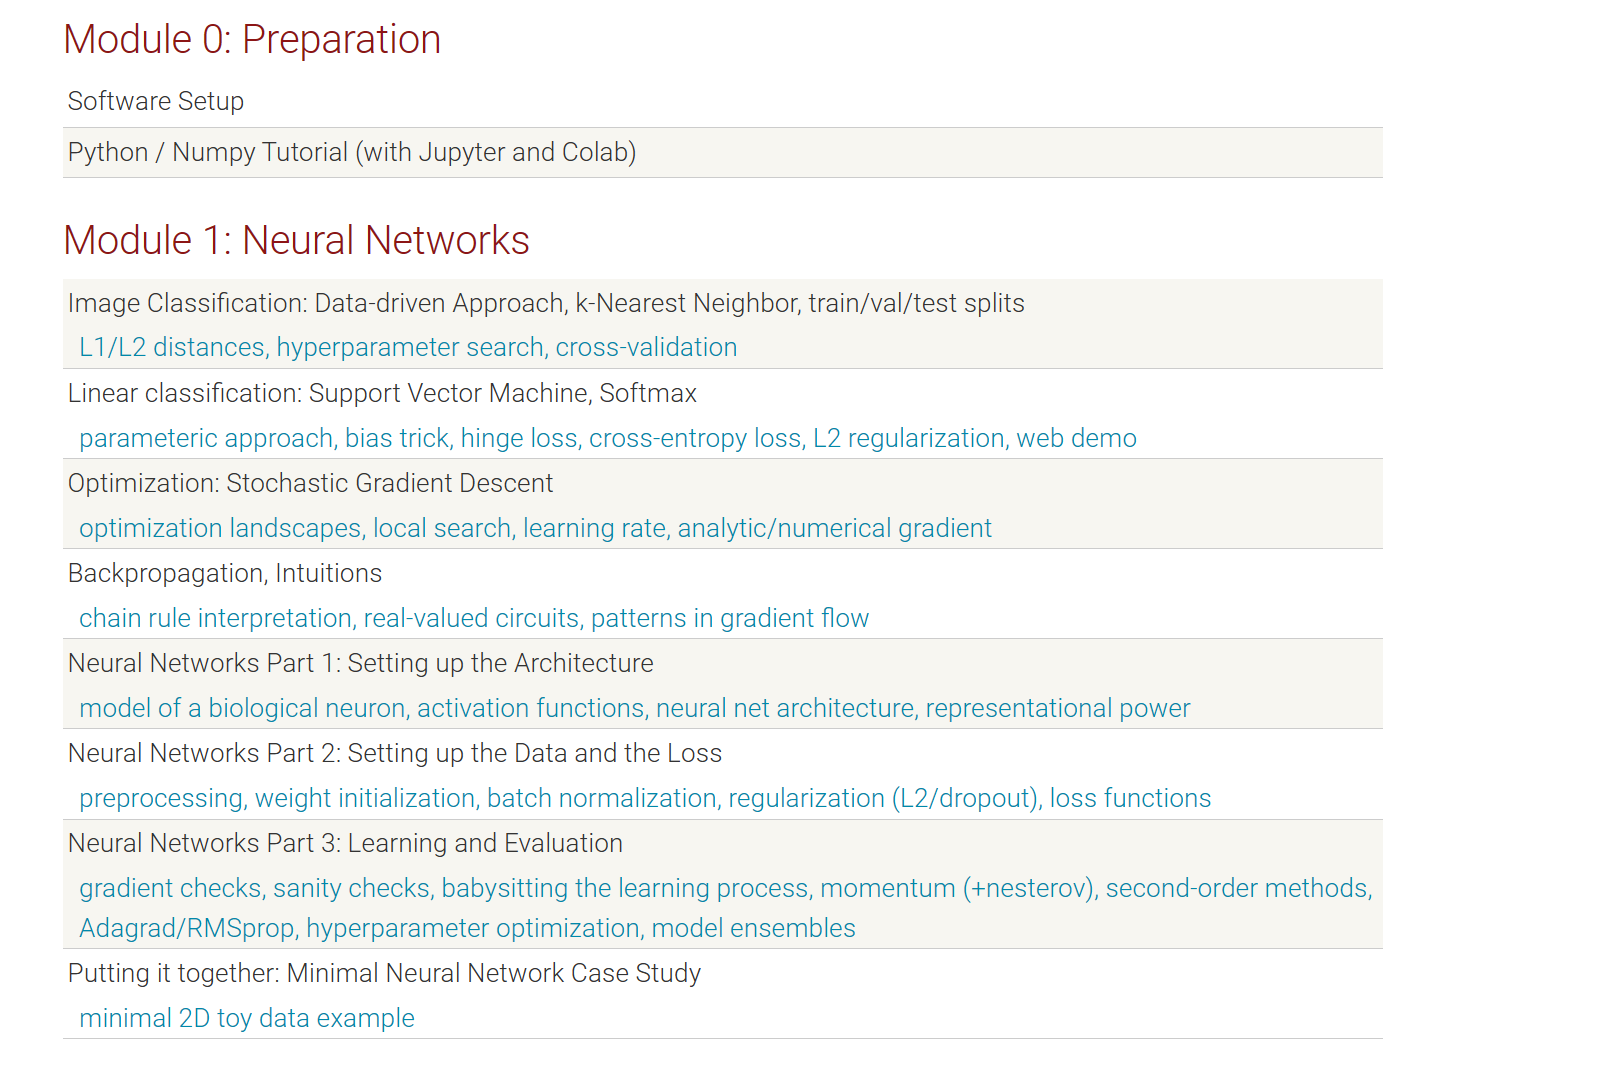 Module 0: Preparation
Software Setup
Python / Numpy Tutorial (with Jupyter and Colab)
Module 1: Neural Networks
Image Classification: Data-driven Approach, k-Nearest Neighbor, train/val/test splits
L1/L2 distances, hyperparameter search, cross-validation
Linear classification: Support Vector Machine, Softmax
parameteric approach, bias trick, hinge loss, cross-entropy loss, L2 regularization, web demo
Optimization: Stochastic Gradient Descent
optimization landscapes, local search, learning rate, analytic/numerical gradient
Backpropagation, Intuitions
chain rule interpretation, real-valued circuits, patterns in gradient flow
Neural Networks Part 1: Setting up the Architecture
model of a biological neuron, activation functions, neural net architecture, representational power
Neural Networks Part 2: Setting up the Data and the Loss
preprocessing, weight initialization, batch normalization, regularization (L2/dropout), loss functions
Neural Networks Part 3: Learning and Evaluation
gradient checks, sanity checks, babysitting the learning process, momentum (+nesterov), second-order methods,
Adagrad/RMSprop, hyperparameter optimization, model ensembles
Putting it together: Minimal Neural Network Case Study
minimal 2D toy data example